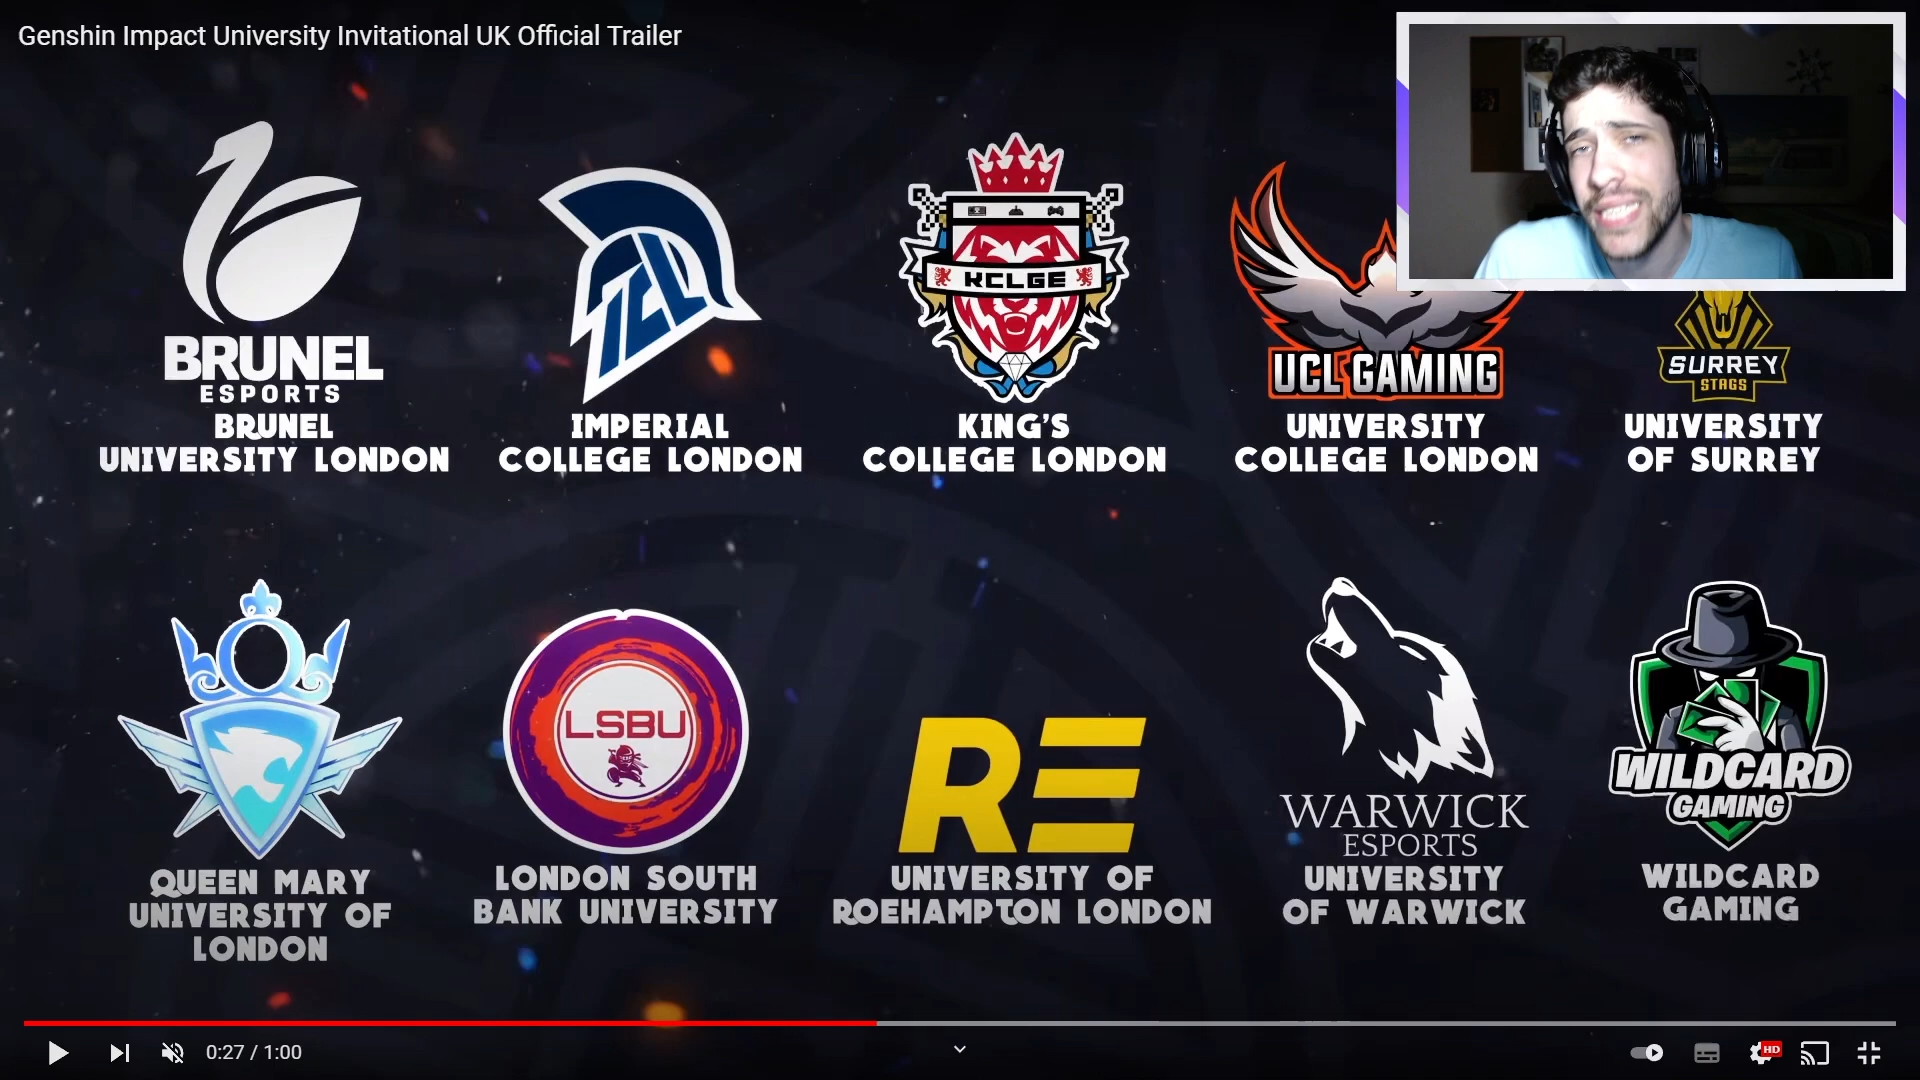 Genshin Impact University Invitational UK Official Trailer
BRUNEL
ESPORTS
BRUNEL
UNIVERSITY LONDON
ICL
IMPERIAL
COLLEGE LONDON
KCLGE
KING'S
COLLEGE LONDON
UCL GAMING
UNIVERSITY
COLLEGE LONDON
SURREY
STAGS
UNIVERSITY
OF SURREY
QUEEN MARY
UNIVERSITY OF
LONDON
LSBU
LONDON SOUTH
BANK UNIVERSITY
RE
UNIVERSITY OF
ROEHAMPTON LONDON
WARWICK
ESPORTS
UNIVERSITY
OF WARWICK
WILDCARD
GAMING
WILDCARD
GAMING
0:27 / 1:00
HD